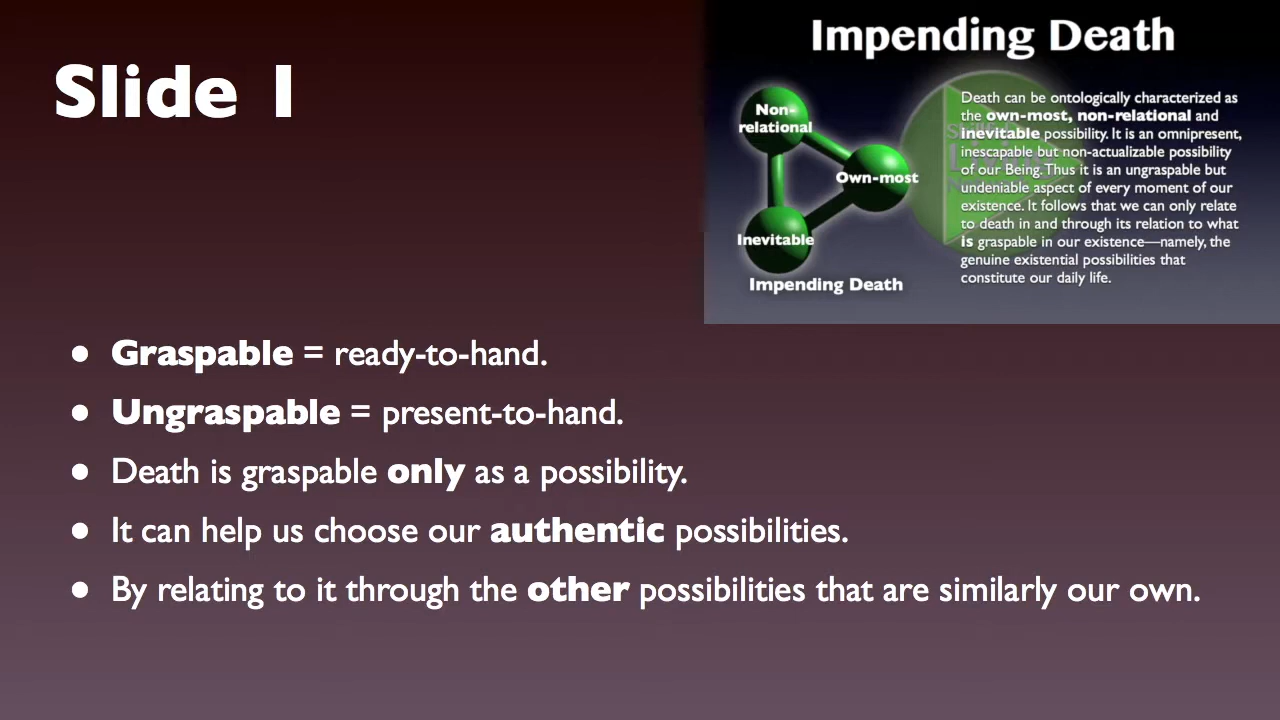 Slide 1
Impending Death
Non-
relational
Own-most
Inevitable
Impending Death
Death can be ontologically characterized as
the own-most, non-relational and
inevitable possibility. It is an omnipresent,
inescapable but non-actualizable possibility
of our Being. Thus it is an ungraspable but
undeniable aspect of every moment of our
existence. It follows that we can only relate
to death in and through its relation to what
is graspable in our existence—namely, the
genuine existential possibilities that
constitute our daily life.
• Graspable = ready-to-hand.
• Ungraspable = present-to-hand.
• Death is graspable only as a possibility.
• It can help us choose our authentic possibilities.
• By relating to it through the other possibilities that are similarly our own.